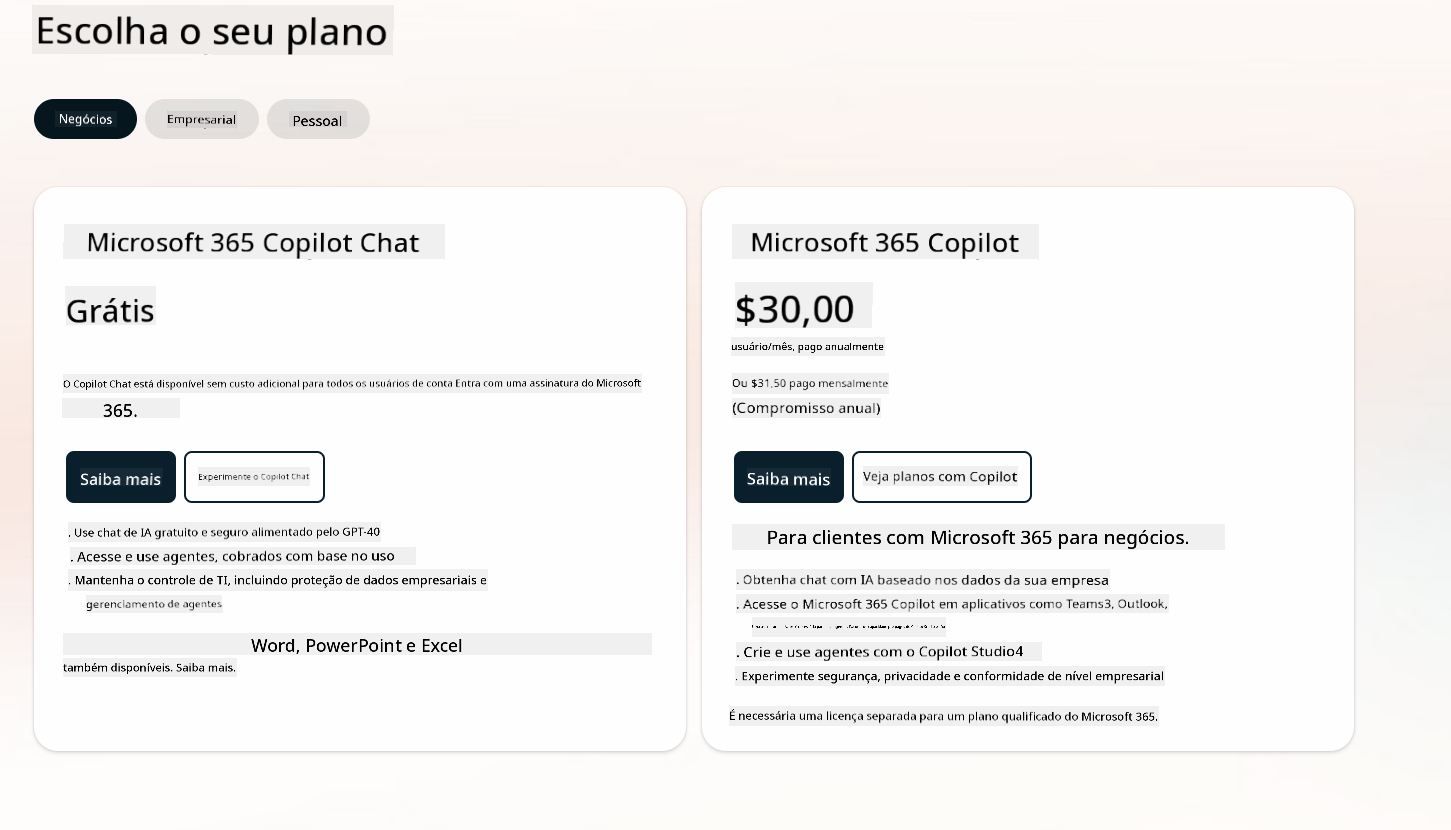 Escolha o seu plano
Negócios
Empresarial
Pessoal
Microsoft 365 Copilot Chat
Grátis
O Copilot Chat está disponível sem custo adicional para todos os usuários de conta Entra com uma assinatura do Microsoft
365.
Saiba mais
Experimente o Copilot Chat
. Use chat de IA gratuito e seguro alimentado pelo GPT-40
. Acesse e use agentes, cobrados com base no uso
. Mantenha o controle de TI, incluindo proteção de dados empresariais e
gerenciamento de agentes
Word, PowerPoint e Excel
também disponíveis. Saiba mais.
Microsoft 365 Copilot
$30,00
usuário/mês, pago anualmente
Ou $31,50 pago mensalmente
(Compromisso anual)
Saiba mais
Veja planos com Copilot
Para clientes com Microsoft 365 para negócios.
. Obtenha chat com IA baseado nos dados da sua empresa
. Acesse o Microsoft 365 Copilot em aplicativos como Teams3, Outlook,
. Crie e use agentes com o Copilot Studio4
. Experimente segurança, privacidade e conformidade de nível empresarial
É necessária uma licença separada para um plano qualificado do Microsoft 365.